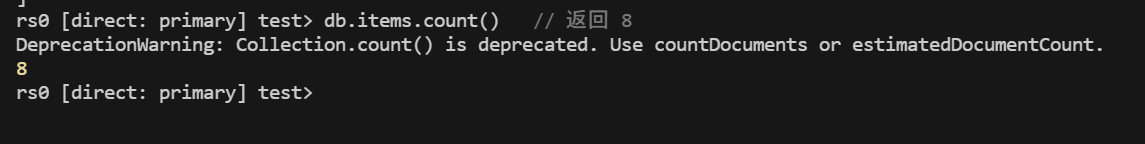 ]
rs0 [direct: primary] test> db.items.count()   // 返回 8
DeprecationWarning: Collection.count() is deprecated. Use countDocuments or estimatedDocumentCount.
8
rs0 [direct: primary] test>